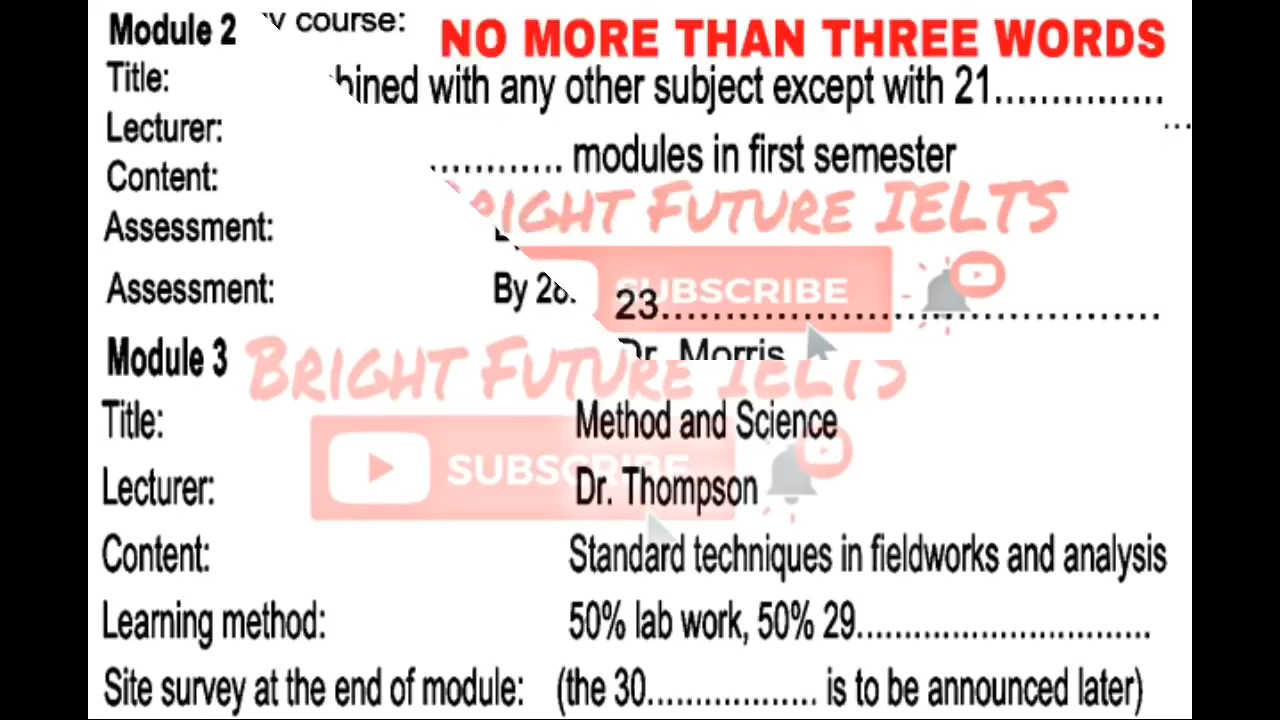 Module 2 course:
NO MORE THAN THREE WORDS
Title: with any other subject except with 21...............
Lecturer: ...
............ modules in first semester
Content:
BRIGHT FUTURE IELTS
Assessment:
SUBSCRIBE
Assessment: By 23.......................................
Dr. Morris
Module 3
BRIGHT FUTURE IELTS
Title: Method and Science
SUBSCRIBE
Lecturer: Dr. Thompson
Content: Standard techniques in fieldworks and analysis
Learning method: 50% lab work, 50% 29...............................
Site survey at the end of module: (the 30.................. is to be announced later)